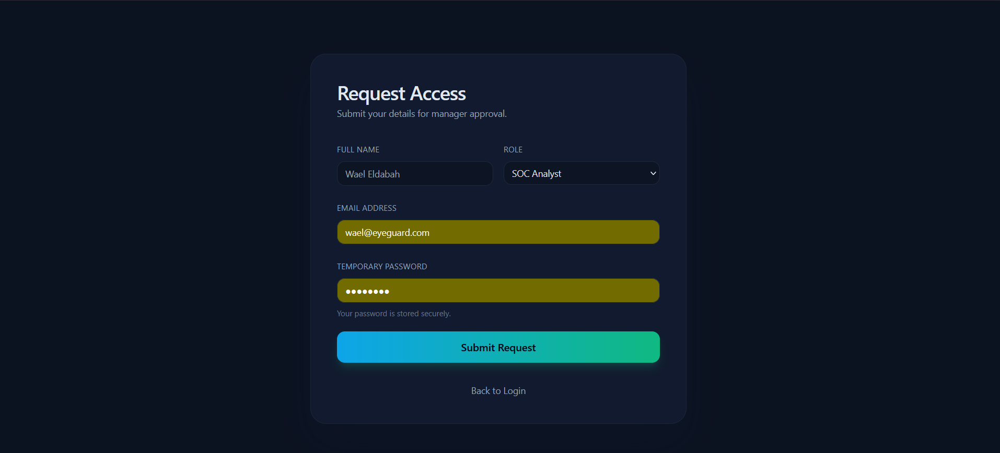 Request Access
Submit your details for manager approval.
FULL NAME
ROLE
Wael Eldabah
SOC Analyst
EMAIL ADDRESS
wael@eyeguard.com
TEMPORARY PASSWORD
••••••••
Your password is stored securely.
Submit Request
Back to Login